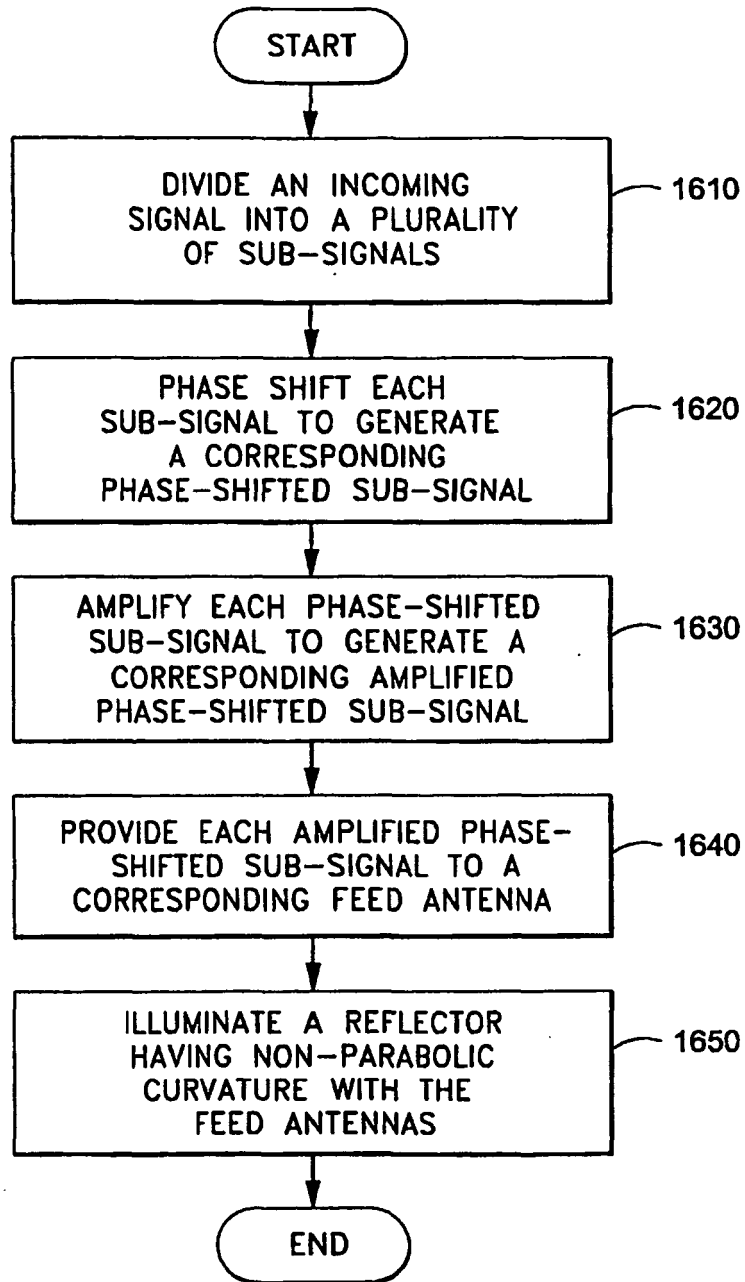 START
DIVIDE AN INCOMING
SIGNAL INTO A PLURALITY
OF SUB-SIGNALS
1610
PHASE SHIFT EACH
SUB-SIGNAL TO GENERATE
A CORRESPONDING
PHASE-SHIFTED SUB-SIGNAL
1620
AMPLIFY EACH PHASE-SHIFTED
SUB-SIGNAL TO GENERATE A
CORRESPONDING AMPLIFIED
PHASE-SHIFTED SUB-SIGNAL
1630
PROVIDE EACH AMPLIFIED PHASE-
SHIFTED SUB-SIGNAL TO A
CORRESPONDING FEED ANTENNA
1640
ILLUMINATE A REFLECTOR
HAVING NON-PARABOLIC
CURVATURE WITH THE
FEED ANTENNAS
1650
END